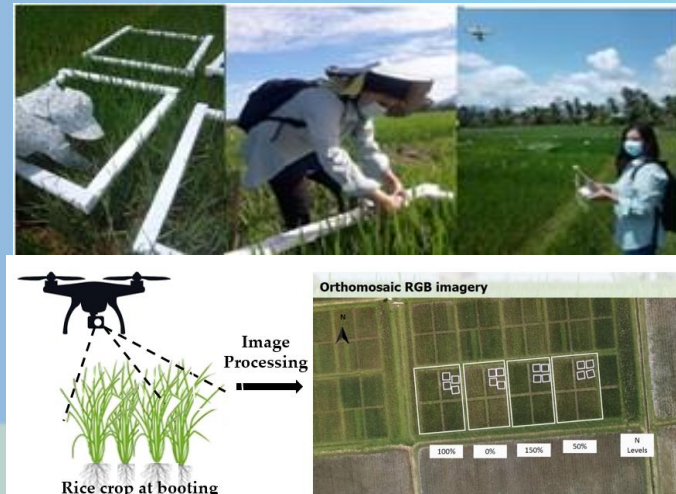 Image
Processing
Rice crop at booting
Orthomosaic RGB imagery
N
100%
0%
150%
50%
N
Levels